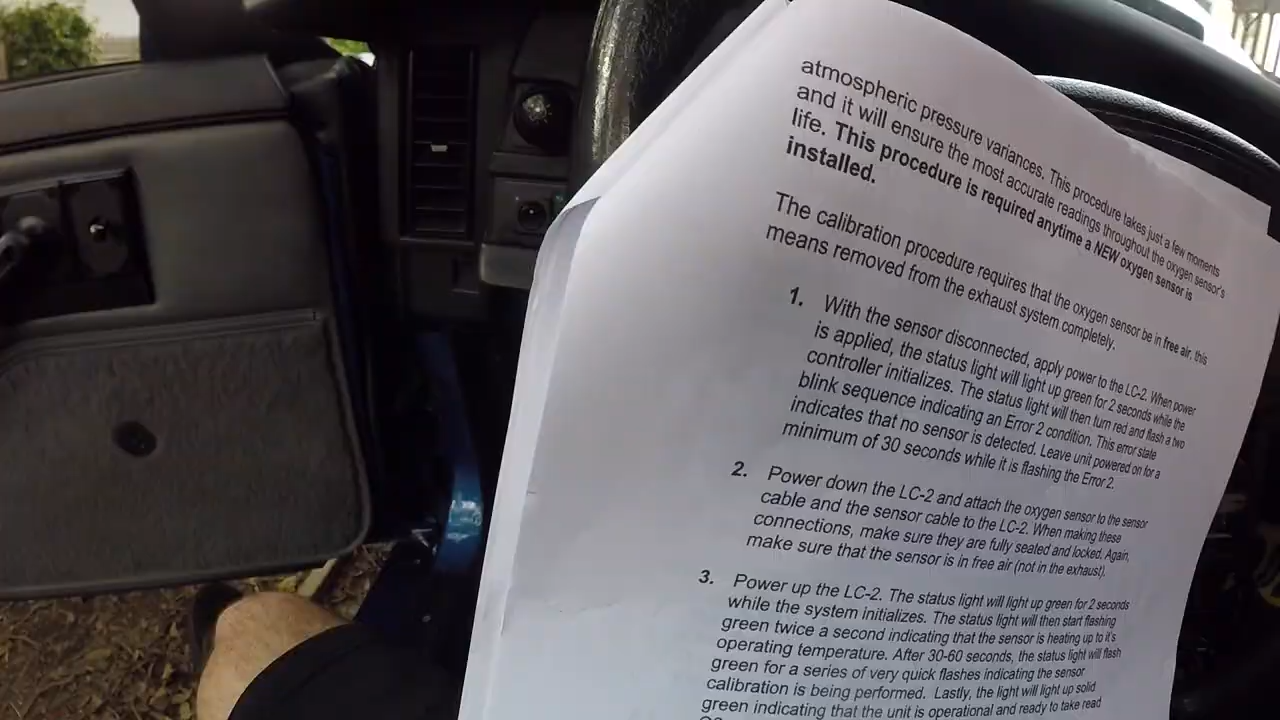 atmospheric pressure variances. This procedure takes just a few moments
and it will ensure the most accurate readings throughout the oxygen sensor's
life. This procedure is required anytime a NEW oxygen sensor is
installed.
The calibration procedure requires that the oxygen sensor be in free air, this
means removed from the exhaust system completely.
1. With the sensor disconnected, apply power to the LC-2. When power
is applied, the status light will light up green for 2 seconds while the
controller initializes. The status light will then turn red and flash a two
blink sequence indicating an Error 2 condition. This error state
indicates that no sensor is detected. Leave unit powered on for a
minimum of 30 seconds while it is flashing the Error 2.
2. Power down the LC-2 and attach the oxygen sensor to the sensor
cable and the sensor cable to the LC-2. When making these
connections, make sure they are fully seated and locked. Again,
make sure that the sensor is in free air (not in the exhaust).
3. Power up the LC-2. The status light will light up green for 2 seconds
while the system initializes. The status light will then start flashing
green twice a second indicating that the sensor is heating up to it's
operating temperature. After 30-60 seconds, the status light will flash
green for a series of very quick flashes indicating the sensor
calibration is being performed. Lastly, the light will light up solid
green indicating that the unit is operational and ready to take read